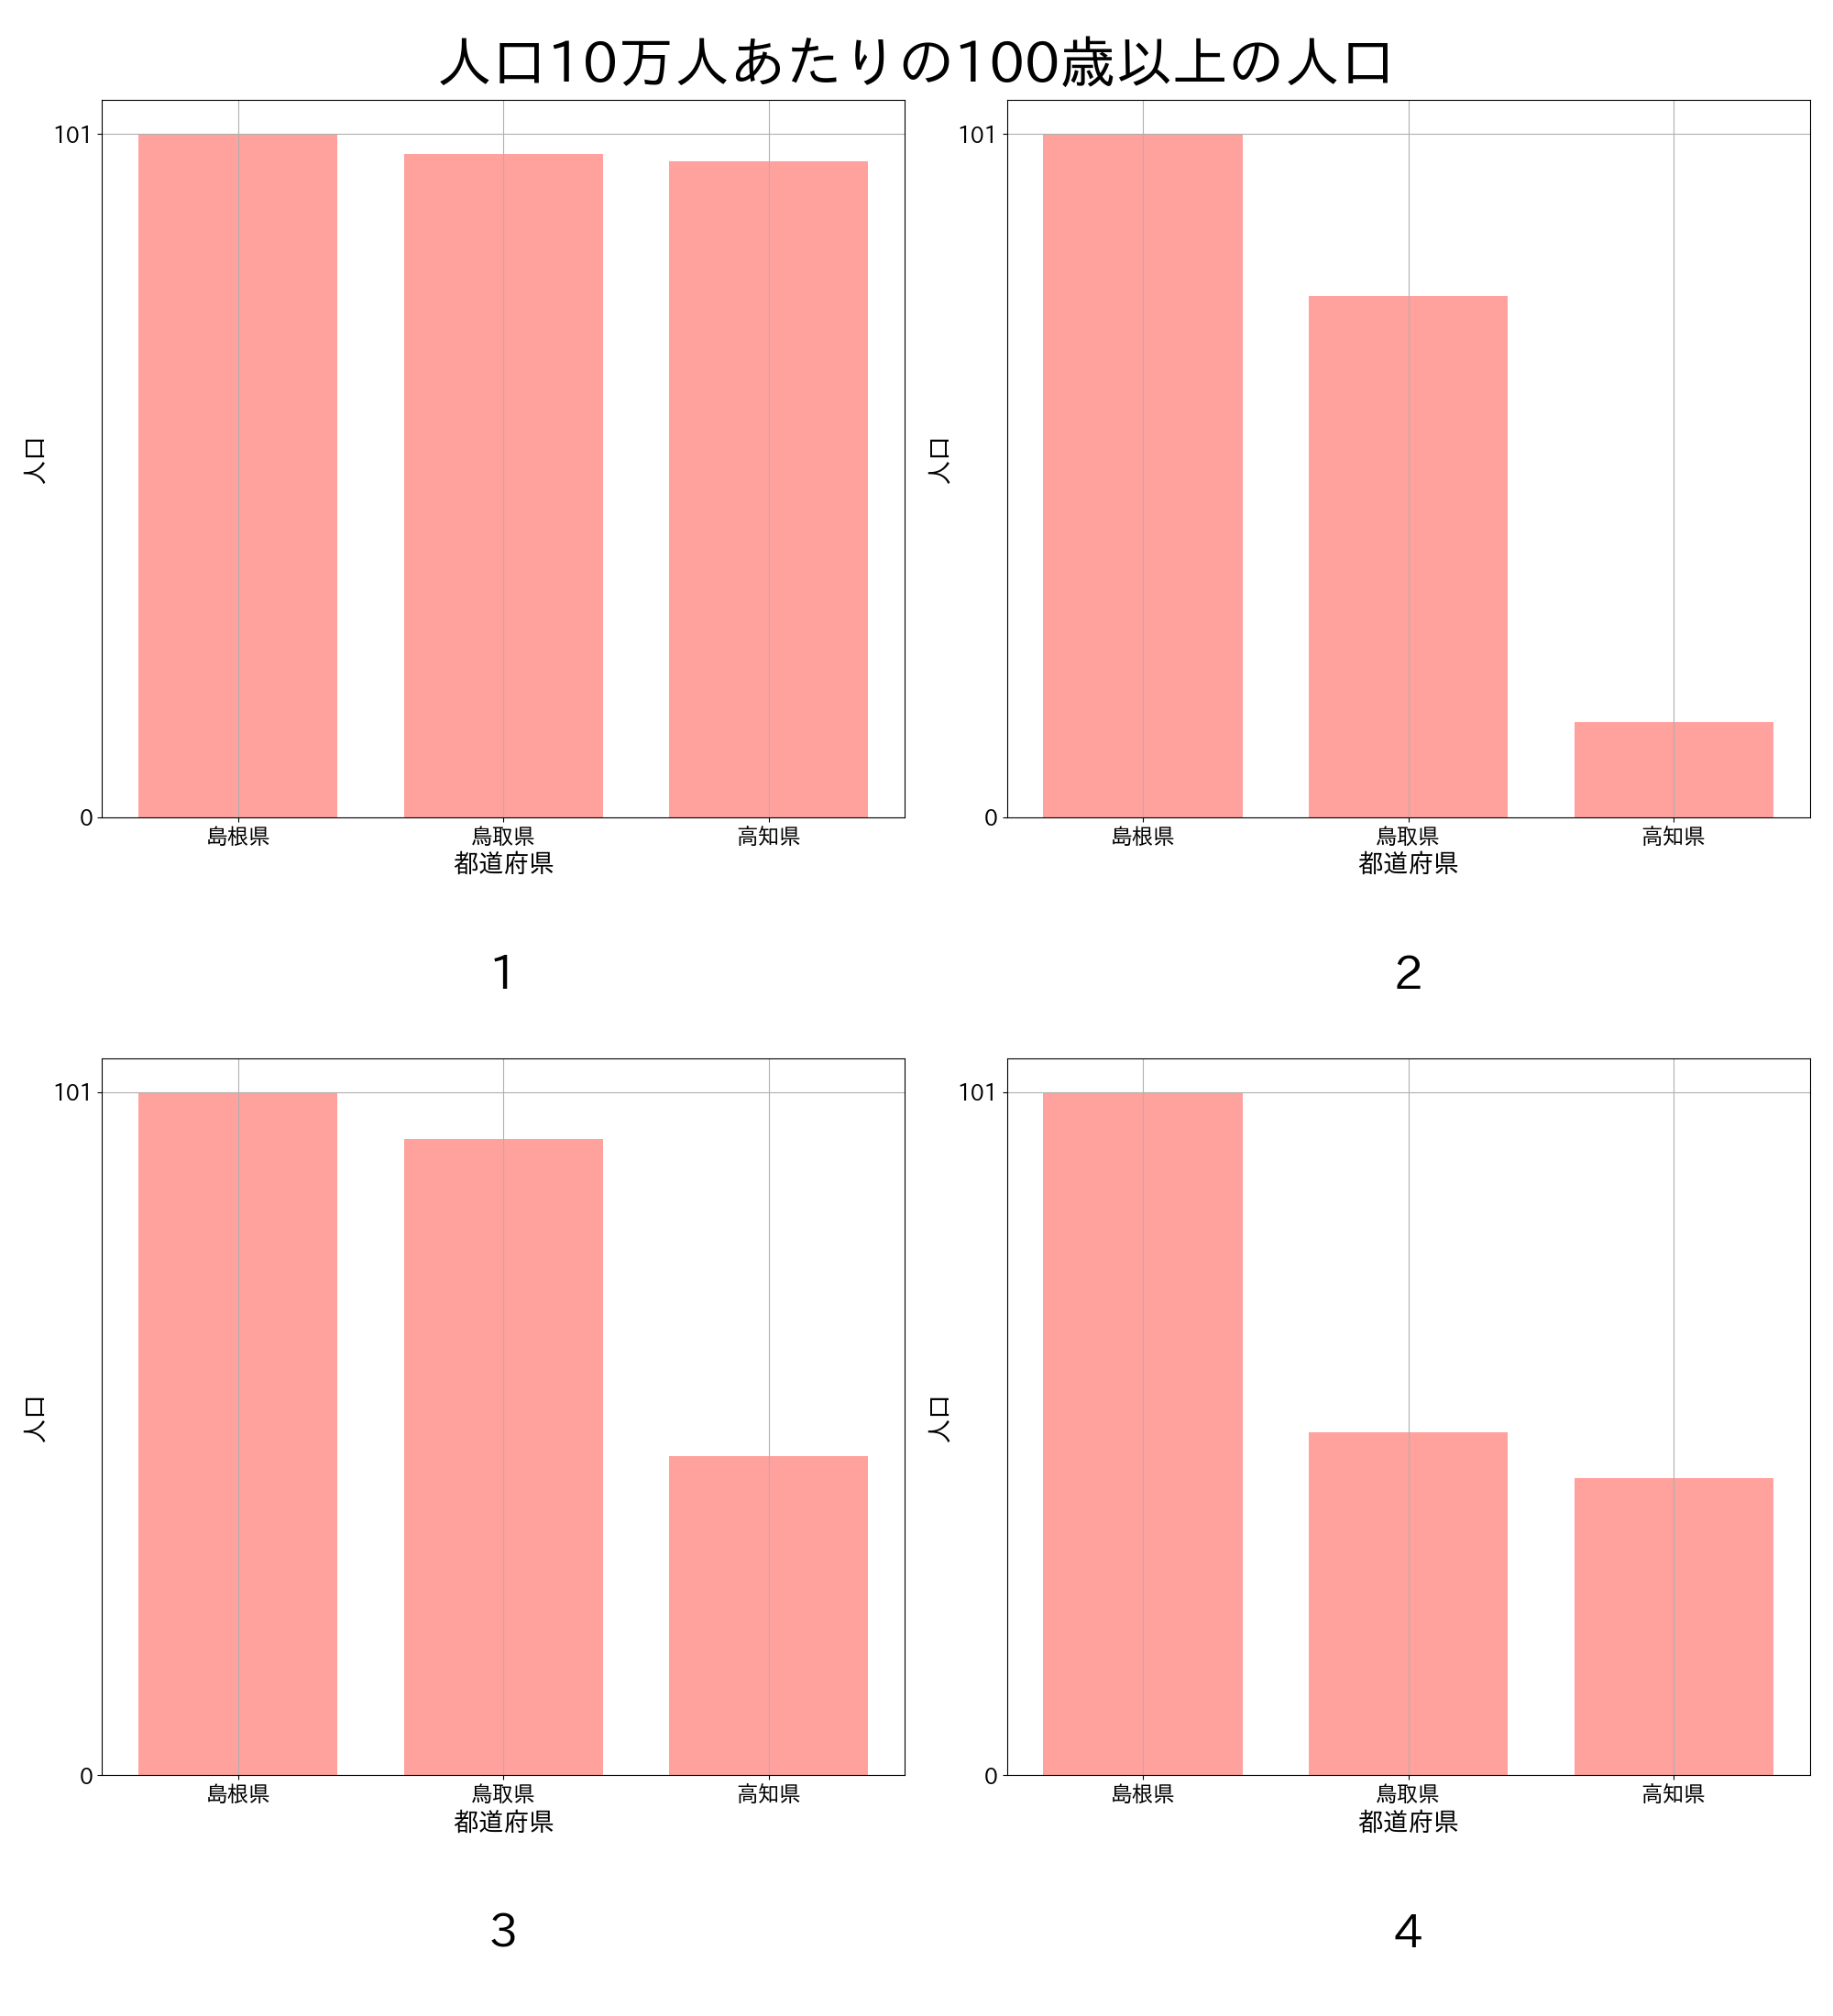 人口10万人あたりの100歳以上の人口
101
0
人口
島根県 鳥取県 高知県
都道府県
1
101
0
人口
島根県 鳥取県 高知県
都道府県
2
101
0
人口
島根県 鳥取県 高知県
都道府県
3
101
0
人口
島根県 鳥取県 高知県
都道府県
4